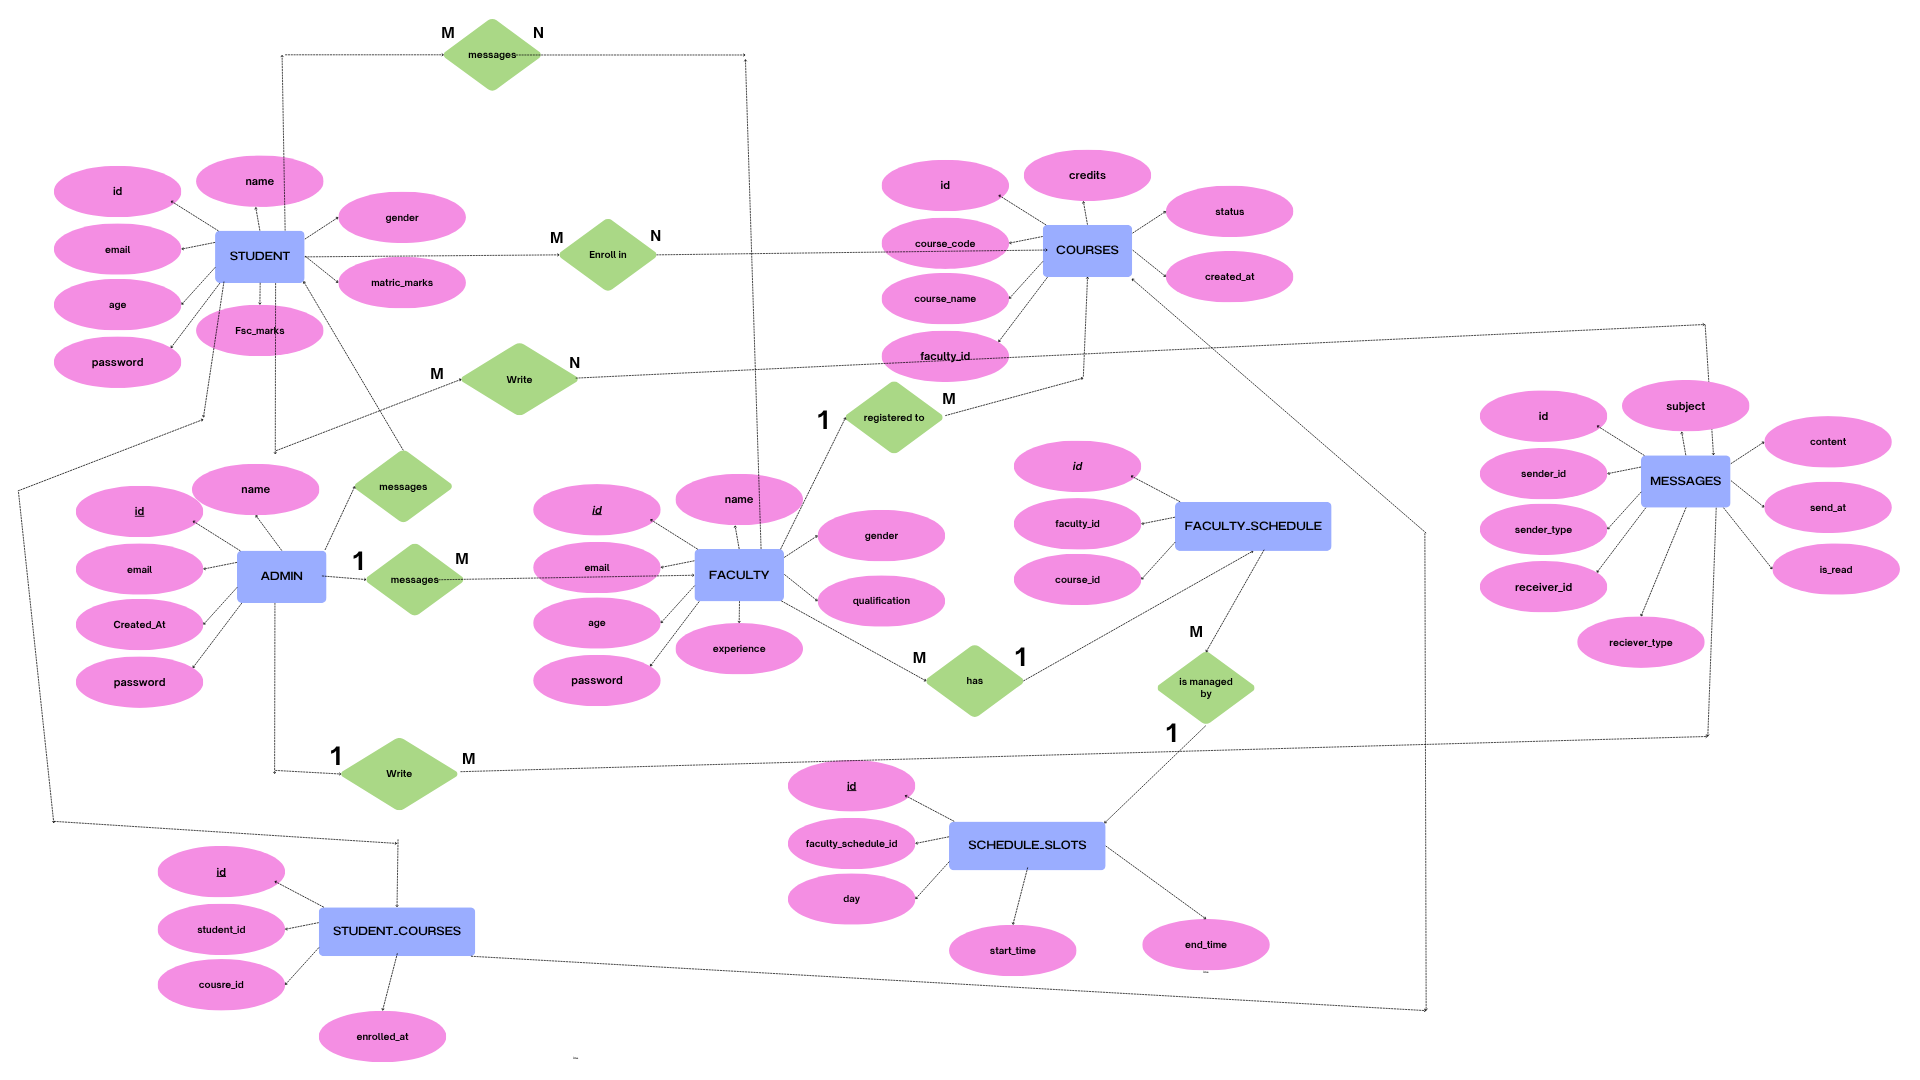 M
N
messages
id
name
gender
email
STUDENT
matric_marks
age
Fsc_marks
password
M
N
Enroll in
id
credits
status
course_code
COURSES
created_at
course_name
faculty_id
M
N
Write
1
M
registered to
id
subject
content
sender_id
MESSAGES
send_at
sender_type
is_read
receiver_id
reciever_type
messages
id
name
email
ADMIN
Created_At
password
1
M
messages
id
name
gender
email
FACULTY
qualification
age
experience
password
id
faculty_id
FACULTY_SCHEDULE
course_id
M
1
has
M
is managed
by
1
1
M
Write
id
faculty_schedule_id
SCHEDULE_SLOTS
day
start_time
end_time
id
student_id
STUDENT_COURSES
cousre_id
enrolled_at